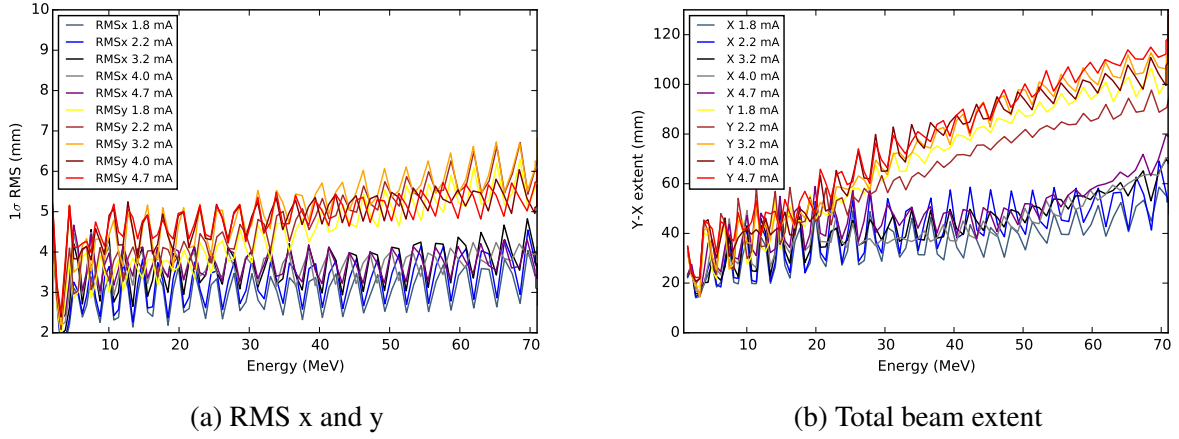 10
9
8
7
6
5
4
3
2
1σ RMS (mm)
RMSx 1.8 mA
RMSx 2.2 mA
RMSx 3.2 mA
RMSx 4.0 mA
RMSx 4.7 mA
RMSy 1.8 mA
RMSy 2.2 mA
RMSy 3.2 mA
RMSy 4.0 mA
RMSy 4.7 mA
10 20 30 40 50 60 70
Energy (MeV)
(a) RMS x and y
120
100
80
60
40
20
0
Y-X extent (mm)
X 1.8 mA
X 2.2 mA
X 3.2 mA
X 4.0 mA
X 4.7 mA
Y 1.8 mA
Y 2.2 mA
Y 3.2 mA
Y 4.0 mA
Y 4.7 mA
10 20 30 40 50 60 70
Energy (MeV)
(b) Total beam extent